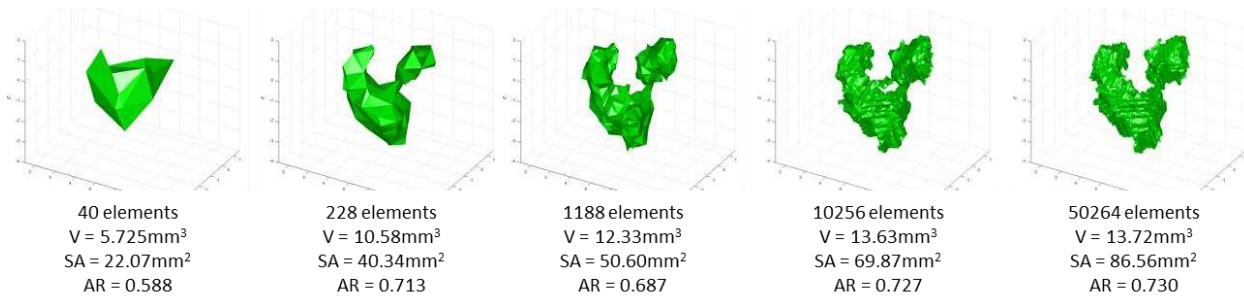 40 elements
V = 5.725mm³
SA = 22.07mm²
AR = 0.588
228 elements
V = 10.58mm³
SA = 40.34mm²
AR = 0.713
1188 elements
V = 12.33mm³
SA = 50.60mm²
AR = 0.687
10256 elements
V = 13.63mm³
SA = 69.87mm²
AR = 0.727
50264 elements
V = 13.72mm³
SA = 86.56mm²
AR = 0.730